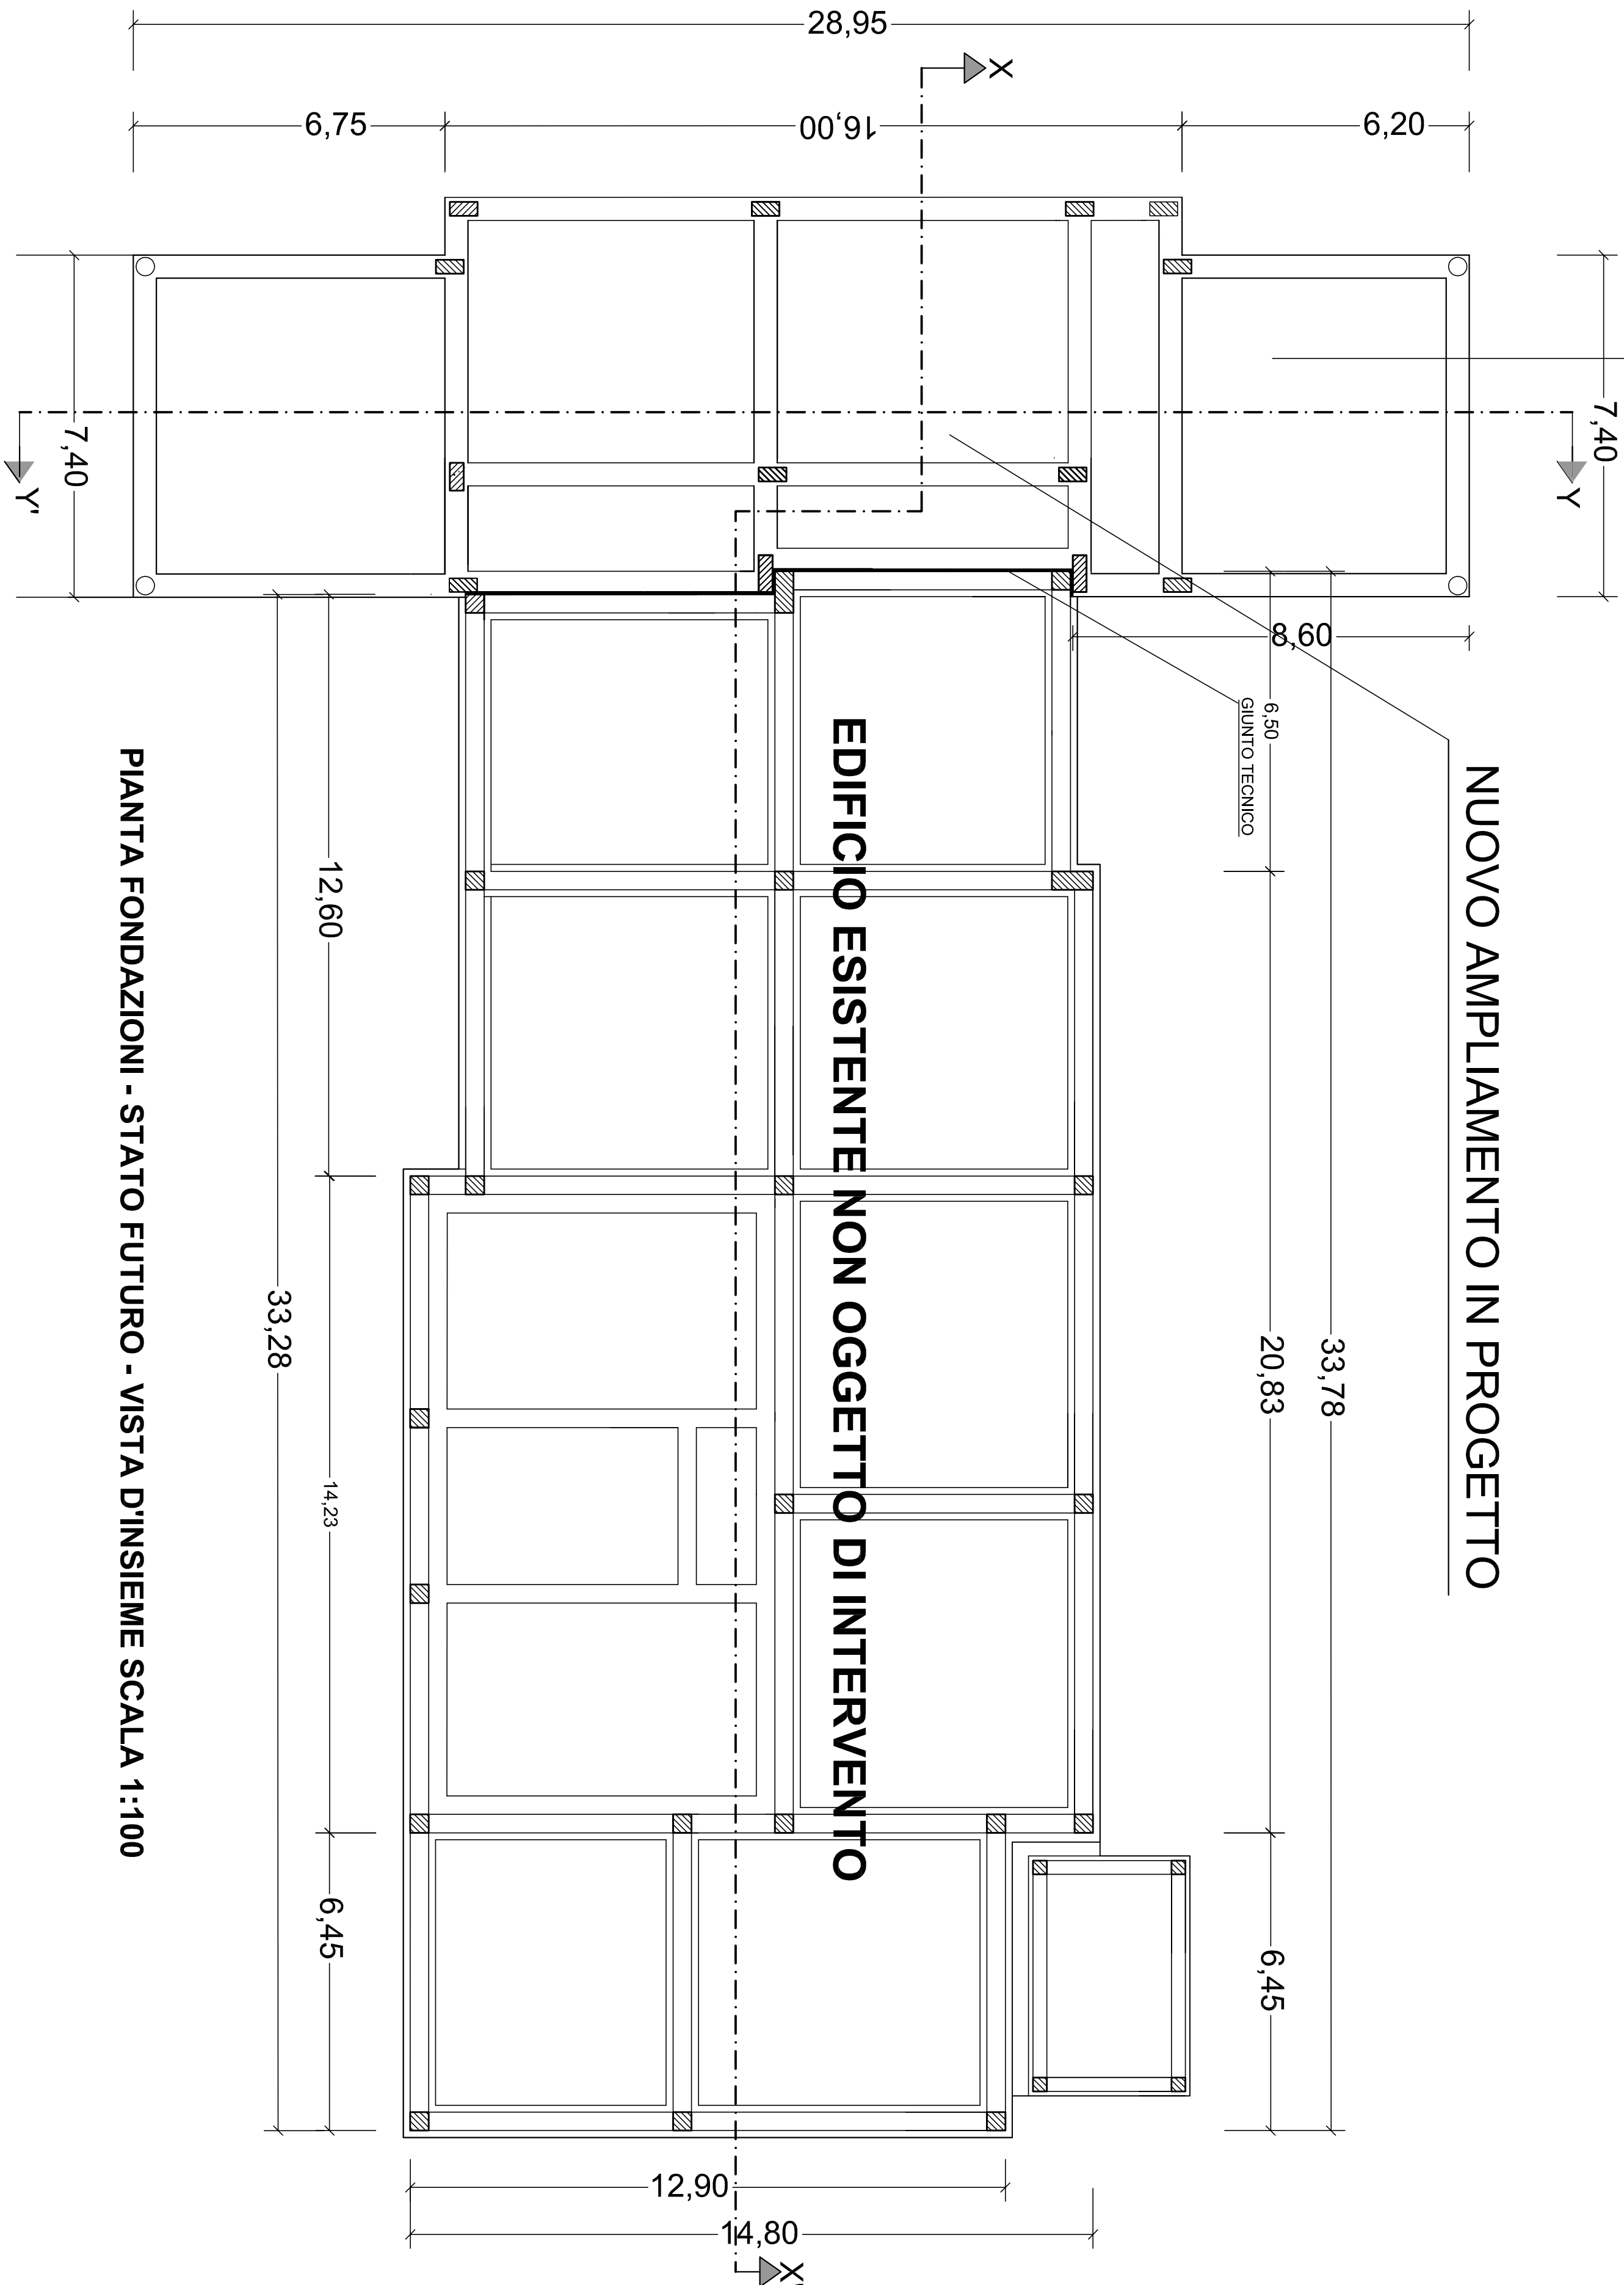 28,95
X
6,75
16,00
6,20
7,40
7,40
Y'
Y
8,60
6,50
GIUNTO TECNICO
NUOVO AMPLIAMENTO IN PROGETTO
EDIFICIO ESISTENTE NON OGGETTO DI INTERVENTO
PIANTA FONDAZIONI - STATO FUTURO - VISTA D'INSIEME SCALA 1:100
12,60
33,28
14,23
6,45
33,78
20,83
6,45
12,90
14,80
X'